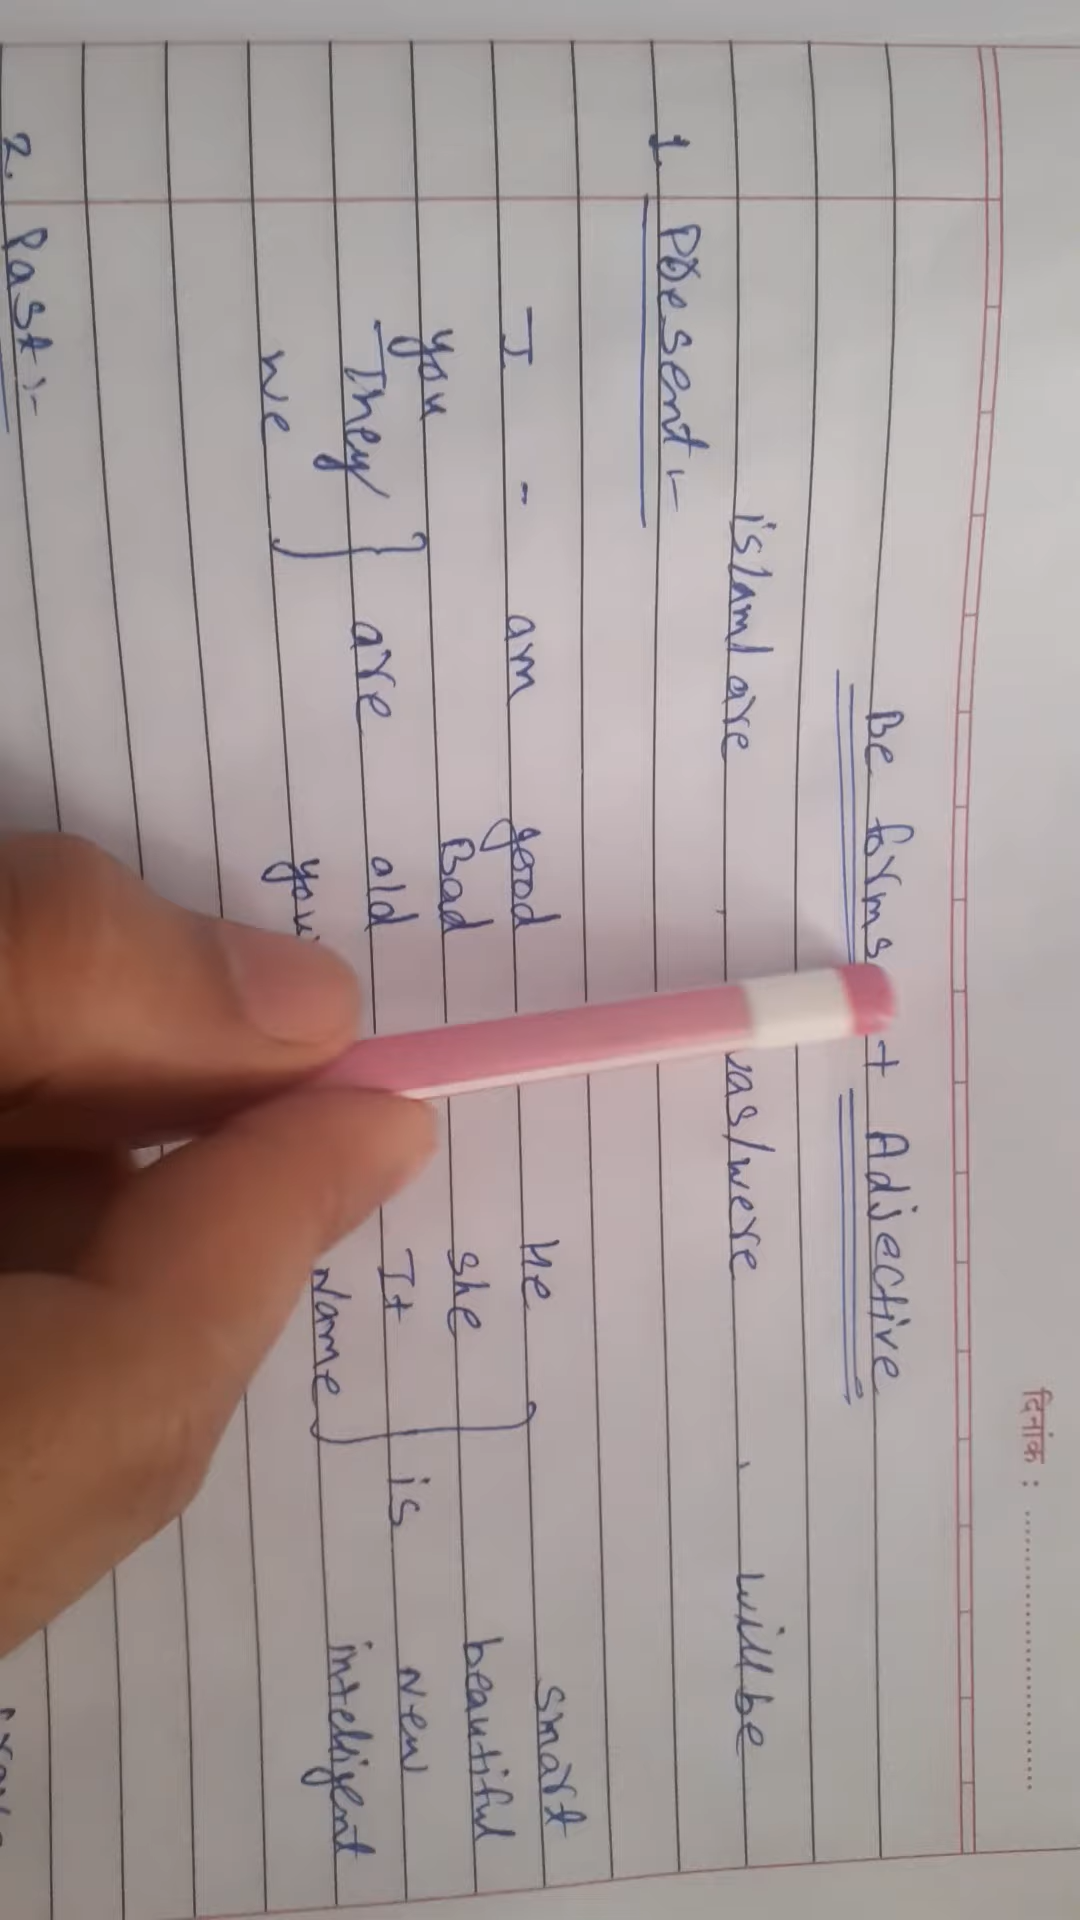 दिनांक : ..............................
Be forms + Adjective
is/am/are , was/were , will be
1. Present :-
I - am good He smart
you Bad she beautiful
They } are old It is New
we Name intelligent
2. Past :-